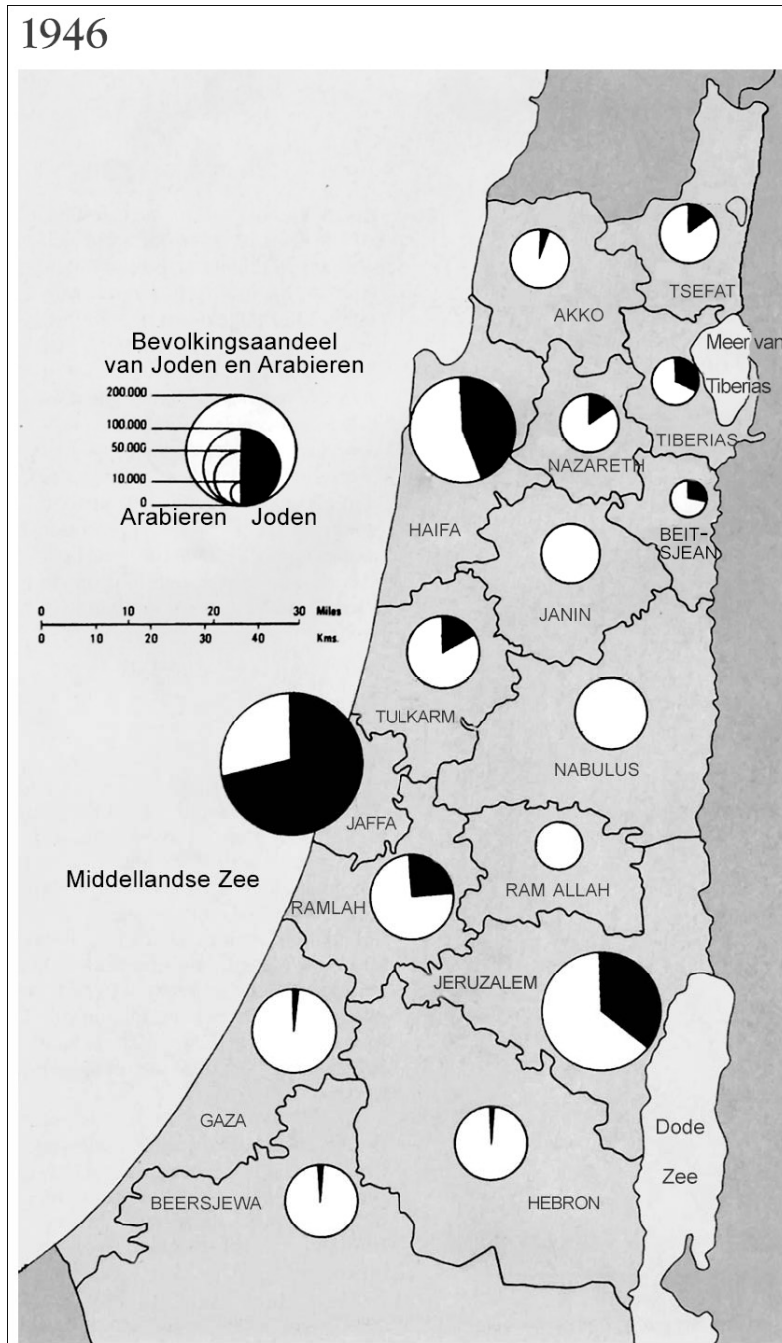 1946
TSEFAT
AKKO
Meer van
Tiberias
Bevolkingsaandeel
van Joden en Arabieren
200.000
100.000
50.000
10.000
0
Arabieren Joden
TIBERIAS
NAZARETH
HAIFA
BEIT-
SJEAN
JANIN
0 10 20 30 Miles
0 10 20 30 40 Kms.
TULKARM
NABULUS
JAFFA
Middellandse Zee
RAMLAH
RAM ALLAH
JERUZALEM
GAZA
Dode
Zee
BEERSJEWA
HEBRON